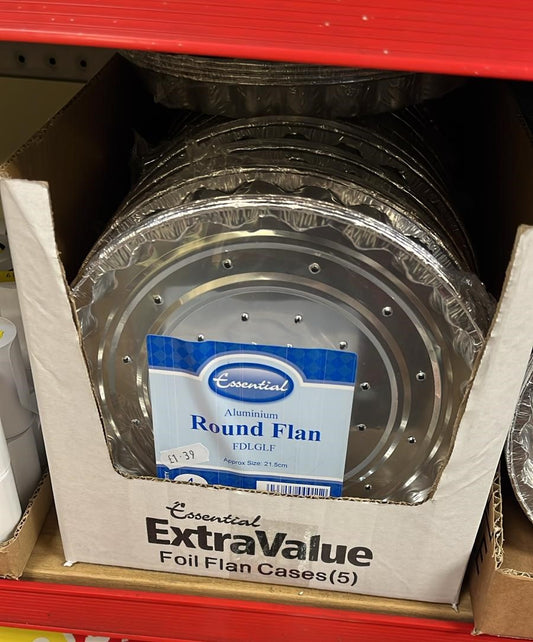 Essential
Aluminium
Round Flan
FDLGLF
Approx Size: 21.5cm
£1.39
Essential
ExtraValue
Foil Flan Cases(5)